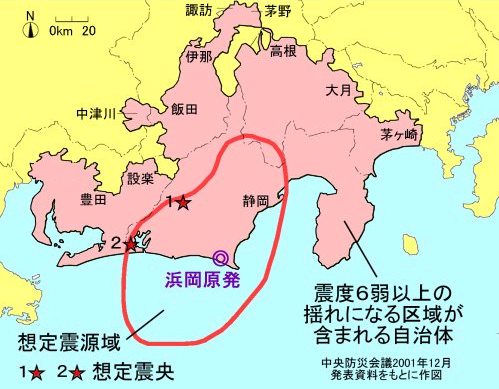 N
0km 20
諏訪
茅野
伊那
高根
大月
中津川
飯田
茅ヶ崎
設楽
豊田
1★
静岡
2★
浜岡原発
震度6弱以上の
揺れになる区域が
含まれる自治体
想定震源域
1★ 2★ 想定震央
中央防災会議2001年12月
発表資料をもとに作図